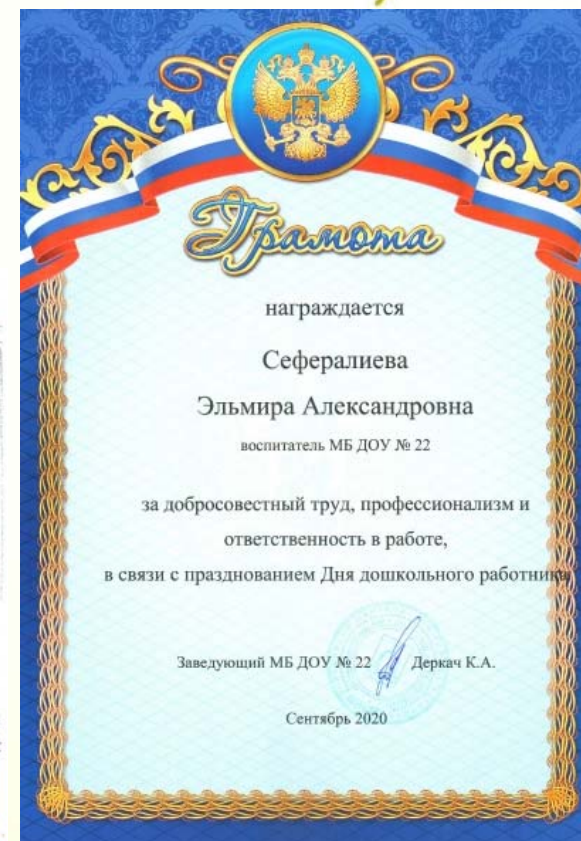 Грамота
награждается
Сефералиева
Эльмира Александровна
воспитатель МБ ДОУ № 22
за добросовестный труд, профессионализм и
ответственность в работе,
в связи с празднованием Дня дошкольного работника
Заведующий МБ ДОУ № 22 Деркач К.А.
Сентябрь 2020